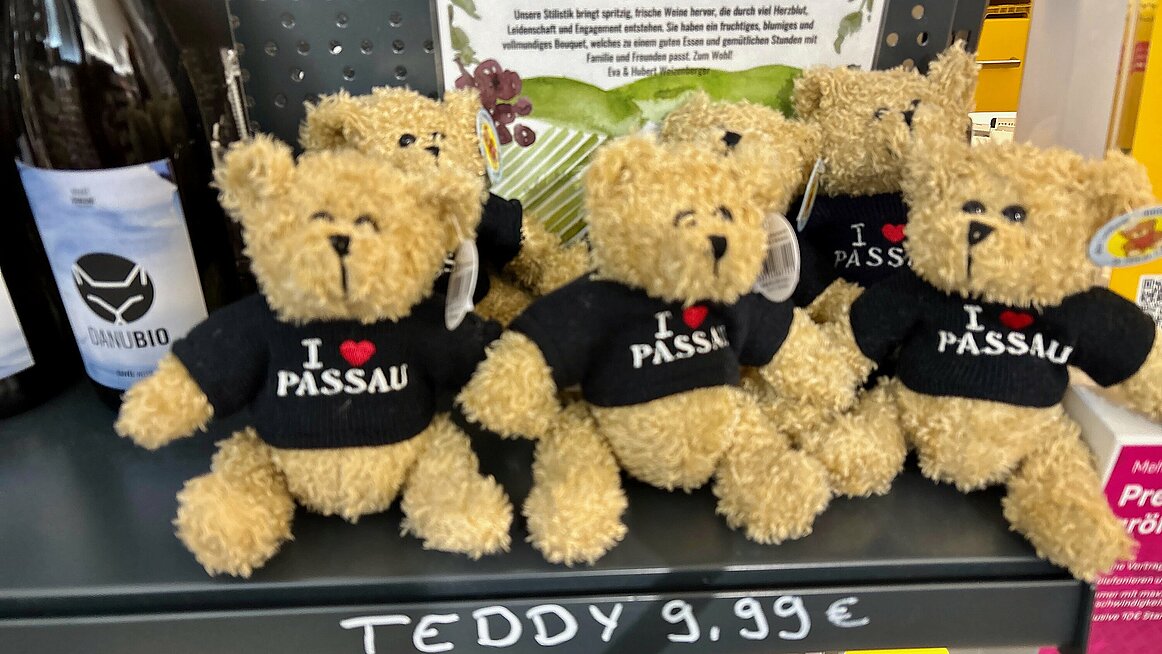 Unsere Stilistik bringt spritzig, frische Weine hervor, die durch viel Herzblut,
Leidenschaft und Engagement entstehen. Sie haben ein fruchtiges, blumiges und
vollmundiges Bouquet, welches zu einem guten Essen und gemütlichen Stunden mit
Familie und Freunden passt. Zum Wohl!
Eva & Hubert Weizenberger
DANUBIO
I ❤
PASSAU
I ❤
PASSAU
I ❤
PASS
I ❤
PASSAU
TEDDY 9.99 €
Pre